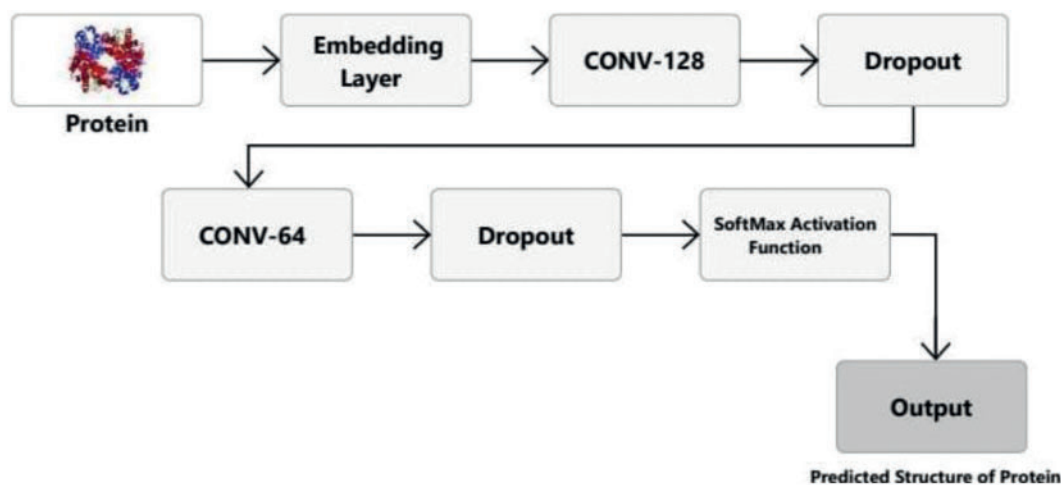 Embedding
Layer
CONV-128
Dropout
Protein
CONV-64
Dropout
SoftMax Activation
Function
Output
Predicted Structure of Protein